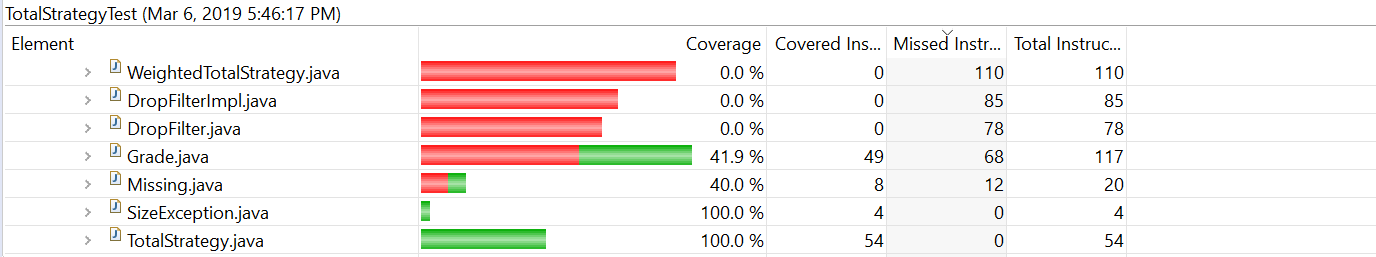 TotalStrategyTest (Mar 6, 2019 5:46:17 PM)
Element Coverage Covered Ins... Missed Instr... Total Instruc...
WeightedTotalStrategy.java 0.0 % 0 110 110
DropFilterImpl.java 0.0 % 0 85 85
DropFilter.java 0.0 % 0 78 78
Grade.java 41.9 % 49 68 117
Missing.java 40.0 % 8 12 20
SizeException.java 100.0 % 4 0 4
TotalStrategy.java 100.0 % 54 0 54